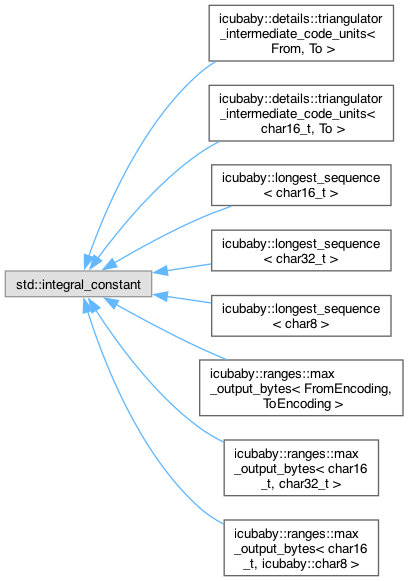 icubaby::details::triangulator
_intermediate_code_units<
From, To >
icubaby::details::triangulator
_intermediate_code_units<
char16_t, To >
icubaby::longest_sequence
< char16_t >
icubaby::longest_sequence
< char32_t >
std::integral_constant
icubaby::longest_sequence
< char8 >
icubaby::ranges::max
_output_bytes< FromEncoding,
ToEncoding >
icubaby::ranges::max
_output_bytes< char16
_t, char32_t >
icubaby::ranges::max
_output_bytes< char16
_t, icubaby::char8 >